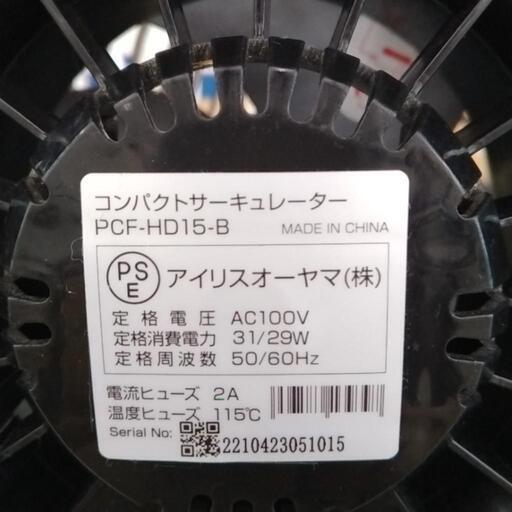 コンパクトサーキュレーター
PCF-HD15-B MADE IN CHINA
PS
E アイリスオーヤマ(株)
定格電圧 AC100V
定格消費電力 31/29W
定格周波数 50/60Hz
電流ヒューズ 2A
温度ヒューズ 115℃
Serial No:
2210423051015